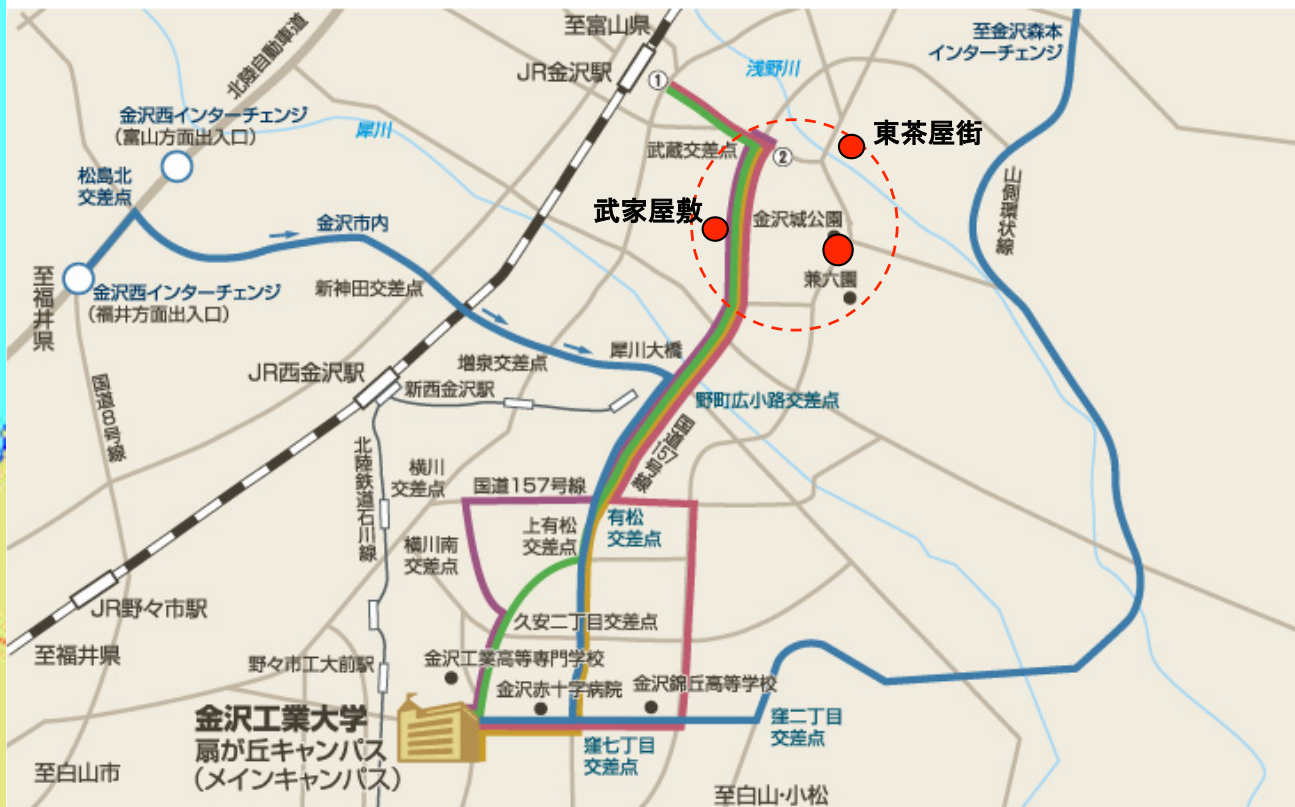 至富山県
JR金沢駅
①
浅野川
至金沢森本
インターチェンジ
北陸自動車道
金沢西インターチェンジ
(富山方面出入口)
犀川
武蔵交差点
②
東茶屋街
松島北
交差点
武家屋敷
金沢城公園
山側環状線
金沢市内
兼六園
至福井県
金沢西インターチェンジ
(福井方面出入口)
新神田交差点
犀川大橋
増泉交差点
JR西金沢駅
新西金沢駅
野町広小路交差点
国道8号線
国道157号線
北陸鉄道石川線
横川
交差点
国道157号線
上有松
交差点
有松
交差点
横川南
交差点
JR野々市駅
久安二丁目交差点
至福井県
野々市工大前駅
金沢工業高等専門学校
金沢赤十字病院
金沢錦丘高等学校
金沢工業大学
扇が丘キャンパス
(メインキャンパス)
窪七丁目
交差点
窪二丁目
交差点
至白山市
至白山・小松